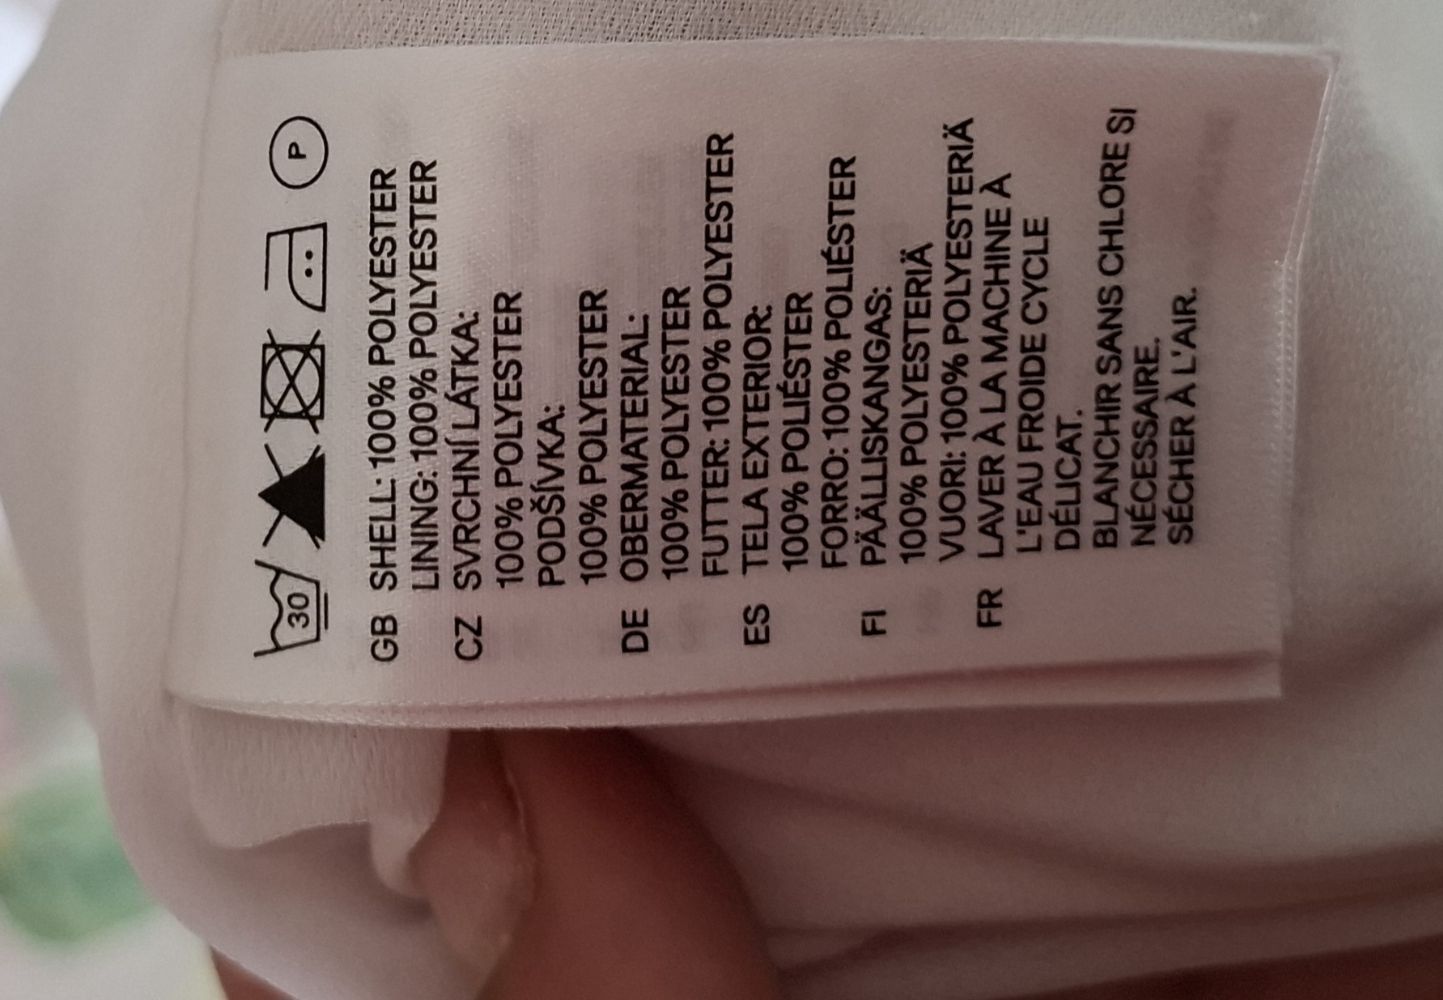 30 P
GB SHELL: 100% POLYESTER
LINING: 100% POLYESTER
CZ SVRCHNÍ LÁTKA:
100% POLYESTER
PODŠÍVKA:
100% POLYESTER
DE OBERMATERIAL:
100% POLYESTER
FUTTER: 100% POLYESTER
ES TELA EXTERIOR:
100% POLIÉSTER
FORRO: 100% POLIÉSTER
FI PÄÄLLISKANGAS:
100% POLYESTERIÄ
VUORI: 100% POLYESTERIÄ
FR LAVER À LA MACHINE À
L'EAU FROIDE CYCLE
DÉLICAT.
BLANCHIR SANS CHLORE SI
NÉCESSAIRE.
SÉCHER À L'AIR.